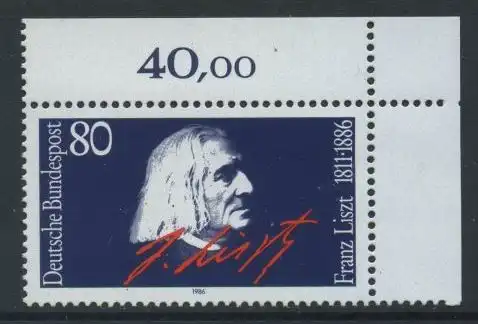 40,00
Deutsche Bundespost
80
Franz Liszt 1811-1886
F. Liszt
1986